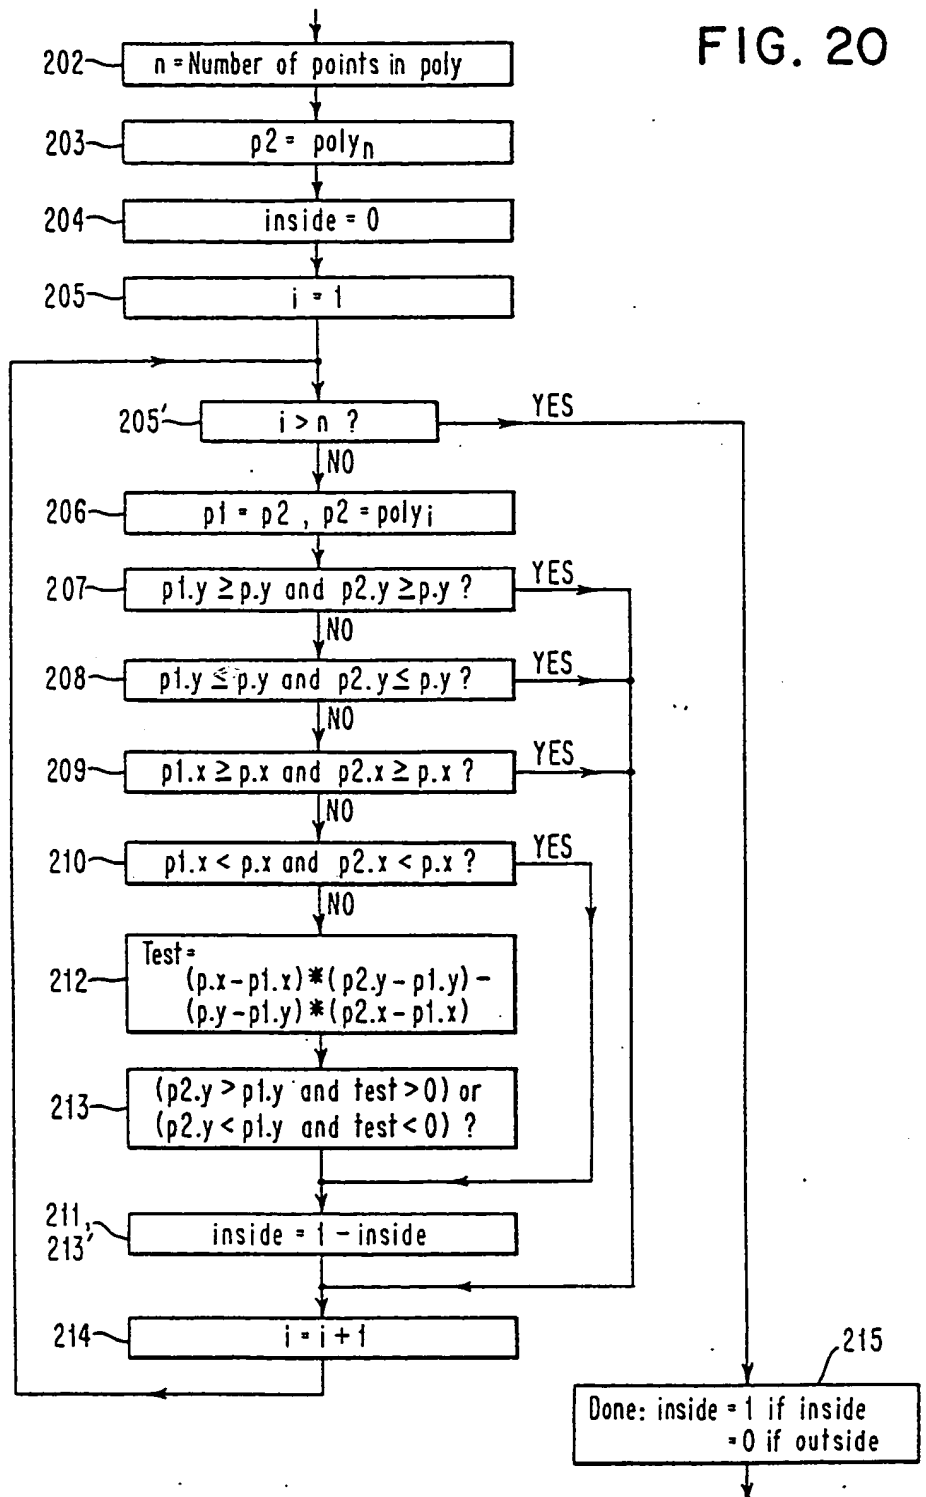 FIG. 20
202 n = Number of points in poly
203 p2 = polyn
204 inside = 0
205 i = 1
205' i > n ? YES
NO
206 p1 = p2 , p2 = polyi
207 p1.y ≥ p.y and p2.y ≥ p.y ? YES
NO
208 p1.y ≤ p.y and p2.y ≤ p.y ? YES
NO
209 p1.x ≥ p.x and p2.x ≥ p.x ? YES
NO
210 p1.x < p.x and p2.x < p.x ? YES
NO
212 Test =
(p.x - p1.x) * (p2.y - p1.y) -
(p.y - p1.y) * (p2.x - p1.x)
213 (p2.y > p1.y and test > 0) or
(p2.y < p1.y and test < 0) ?
211, 213' inside = 1 - inside
214 i = i + 1
215
Done: inside = 1 if inside
= 0 if outside